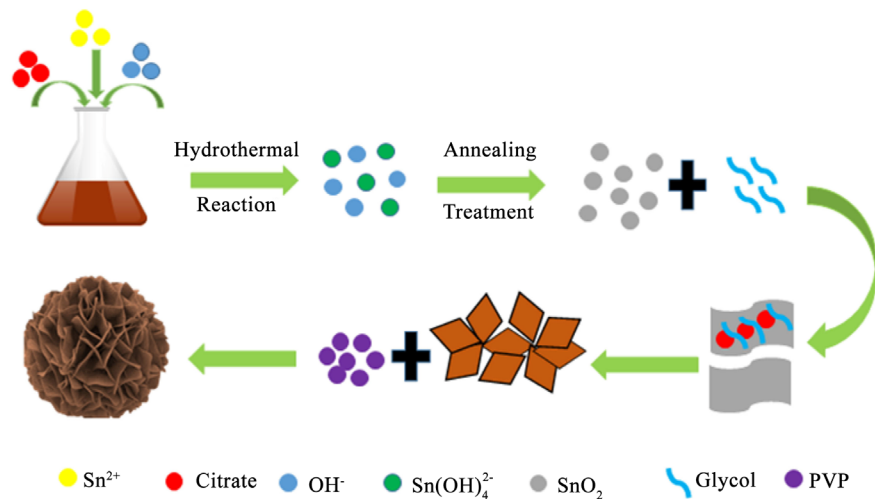 Hydrothermal
Reaction
Annealing
Treatment
Sn²⁺
Citrate
OH⁻
Sn(OH)₄²⁻
SnO₂
Glycol
PVP